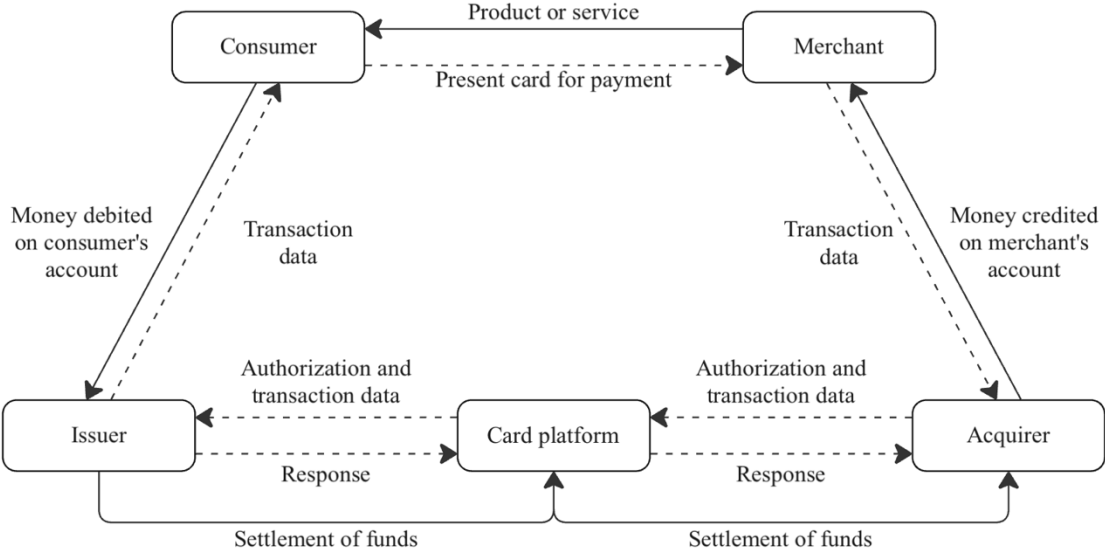 Product or service
Consumer
Merchant
Present card for payment
Money debited
on consumer's
account
Transaction
data
Transaction
data
Money credited
on merchant's
account
Authorization and
transaction data
Authorization and
transaction data
Issuer
Card platform
Acquirer
Response
Response
Settlement of funds
Settlement of funds